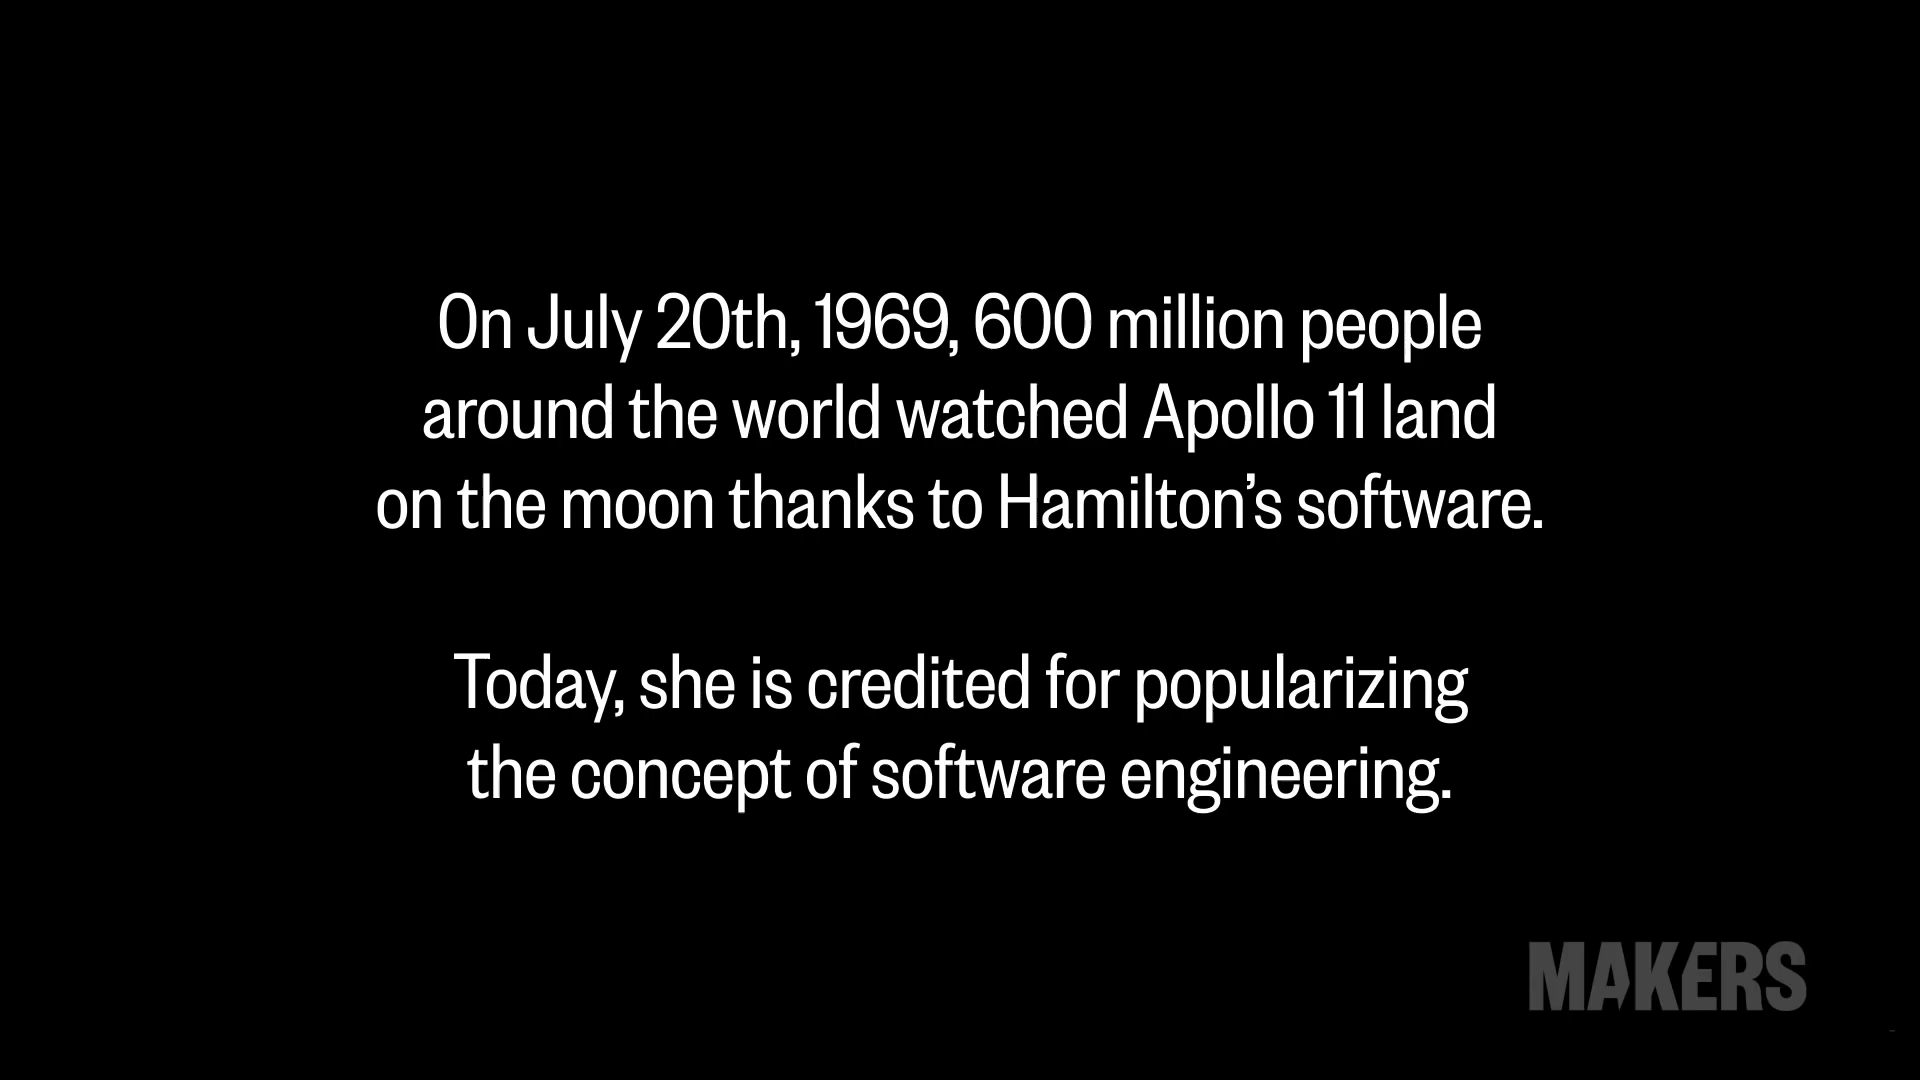 On July 20th, 1969, 600 million people
around the world watched Apollo 11 land
on the moon thanks to Hamilton’s software.
Today, she is credited for popularizing
the concept of software engineering.
MAKERS